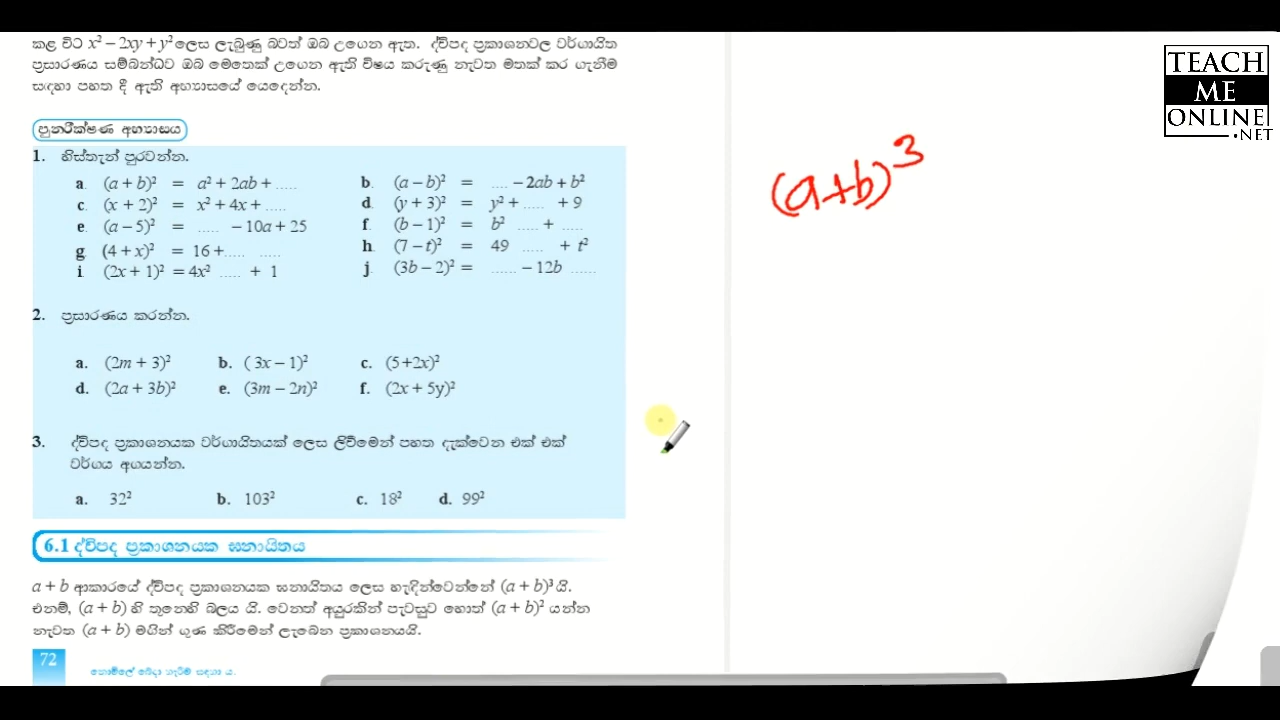 කළ විට x² – 2xy + y² ලෙස ලැබුණු බවත් ඔබ උගෙන ඇත. ද්විපද ප්‍රකාශනවල වර්ගායිත
ප්‍රසාරණය සම්බන්ධව ඔබ මෙතෙක් උගෙන ඇති විෂය කරුණු නැවත මතක් කර ගැනීම
සඳහා පහත දී ඇති අභ්‍යාසයේ යෙදෙන්න.
පුනරීක්ෂණ අභ්‍යාසය
1. හිස්තැන් පුරවන්න.
a. (a + b)² = a² + 2ab + ..... b. (a – b)² = .... – 2ab + b²
c. (x + 2)² = x² + 4x + ..... d. (y + 3)² = y² + ..... + 9
e. (a – 5)² = ..... – 10a + 25 f. (b – 1)² = b² ..... + .....
g. (4 + x)² = 16 + ..... ..... h. (7 – t)² = 49 ..... + t²
i. (2x + 1)² = 4x² ..... + 1 j. (3b – 2)² = ...... – 12b ......
2. ප්‍රසාරණය කරන්න.
a. (2m + 3)² b. ( 3x – 1)² c. (5+2x)²
d. (2a + 3b)² e. (3m – 2n)² f. (2x + 5y)²
3. ද්විපද ප්‍රකාශනයක වර්ගායිතයක් ලෙස ලිවීමෙන් පහත දැක්වෙන එක් එක්
වර්ගය අගයන්න.
a. 32² b. 103² c. 18² d. 99²
6.1 ද්විපද ප්‍රකාශනයක ඝනායිතය
a + b ආකාරයේ ද්විපද ප්‍රකාශනයක ඝනායිතය ලෙස හැඳින්වෙන්නේ (a + b)³ යි.
එනම්, (a + b) හි තුනෙහි බලය යි. වෙනත් අයුරකින් පැවසුව හොත් (a + b)² යන්න
නැවත (a + b) මයින් ගුණ කිරීමෙන් ලැබෙන ප්‍රකාශනයයි.
72
නොමිලේ බෙදා හැරීම සඳහා ය.
(a+b)³
TEACH
ME
ONLINE
.NET